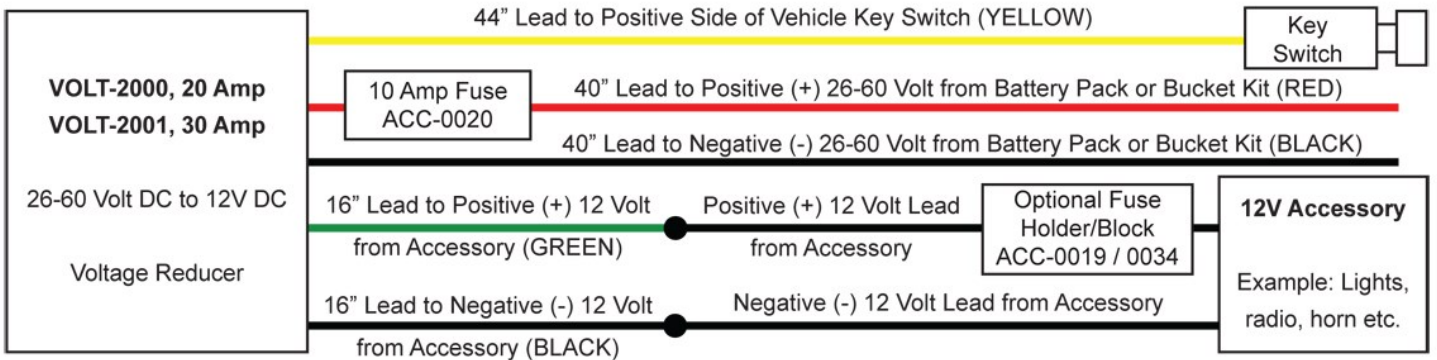 44” Lead to Positive Side of Vehicle Key Switch (YELLOW)
Key
Switch
VOLT-2000, 20 Amp
VOLT-2001, 30 Amp
26-60 Volt DC to 12V DC
Voltage Reducer
10 Amp Fuse
ACC-0020
40” Lead to Positive (+) 26-60 Volt from Battery Pack or Bucket Kit (RED)
40” Lead to Negative (-) 26-60 Volt from Battery Pack or Bucket Kit (BLACK)
16” Lead to Positive (+) 12 Volt
from Accessory (GREEN)
Positive (+) 12 Volt Lead
from Accessory
Optional Fuse
Holder/Block
ACC-0019 / 0034
12V Accessory
Example: Lights,
radio, horn etc.
16” Lead to Negative (-) 12 Volt
from Accessory (BLACK)
Negative (-) 12 Volt Lead from Accessory